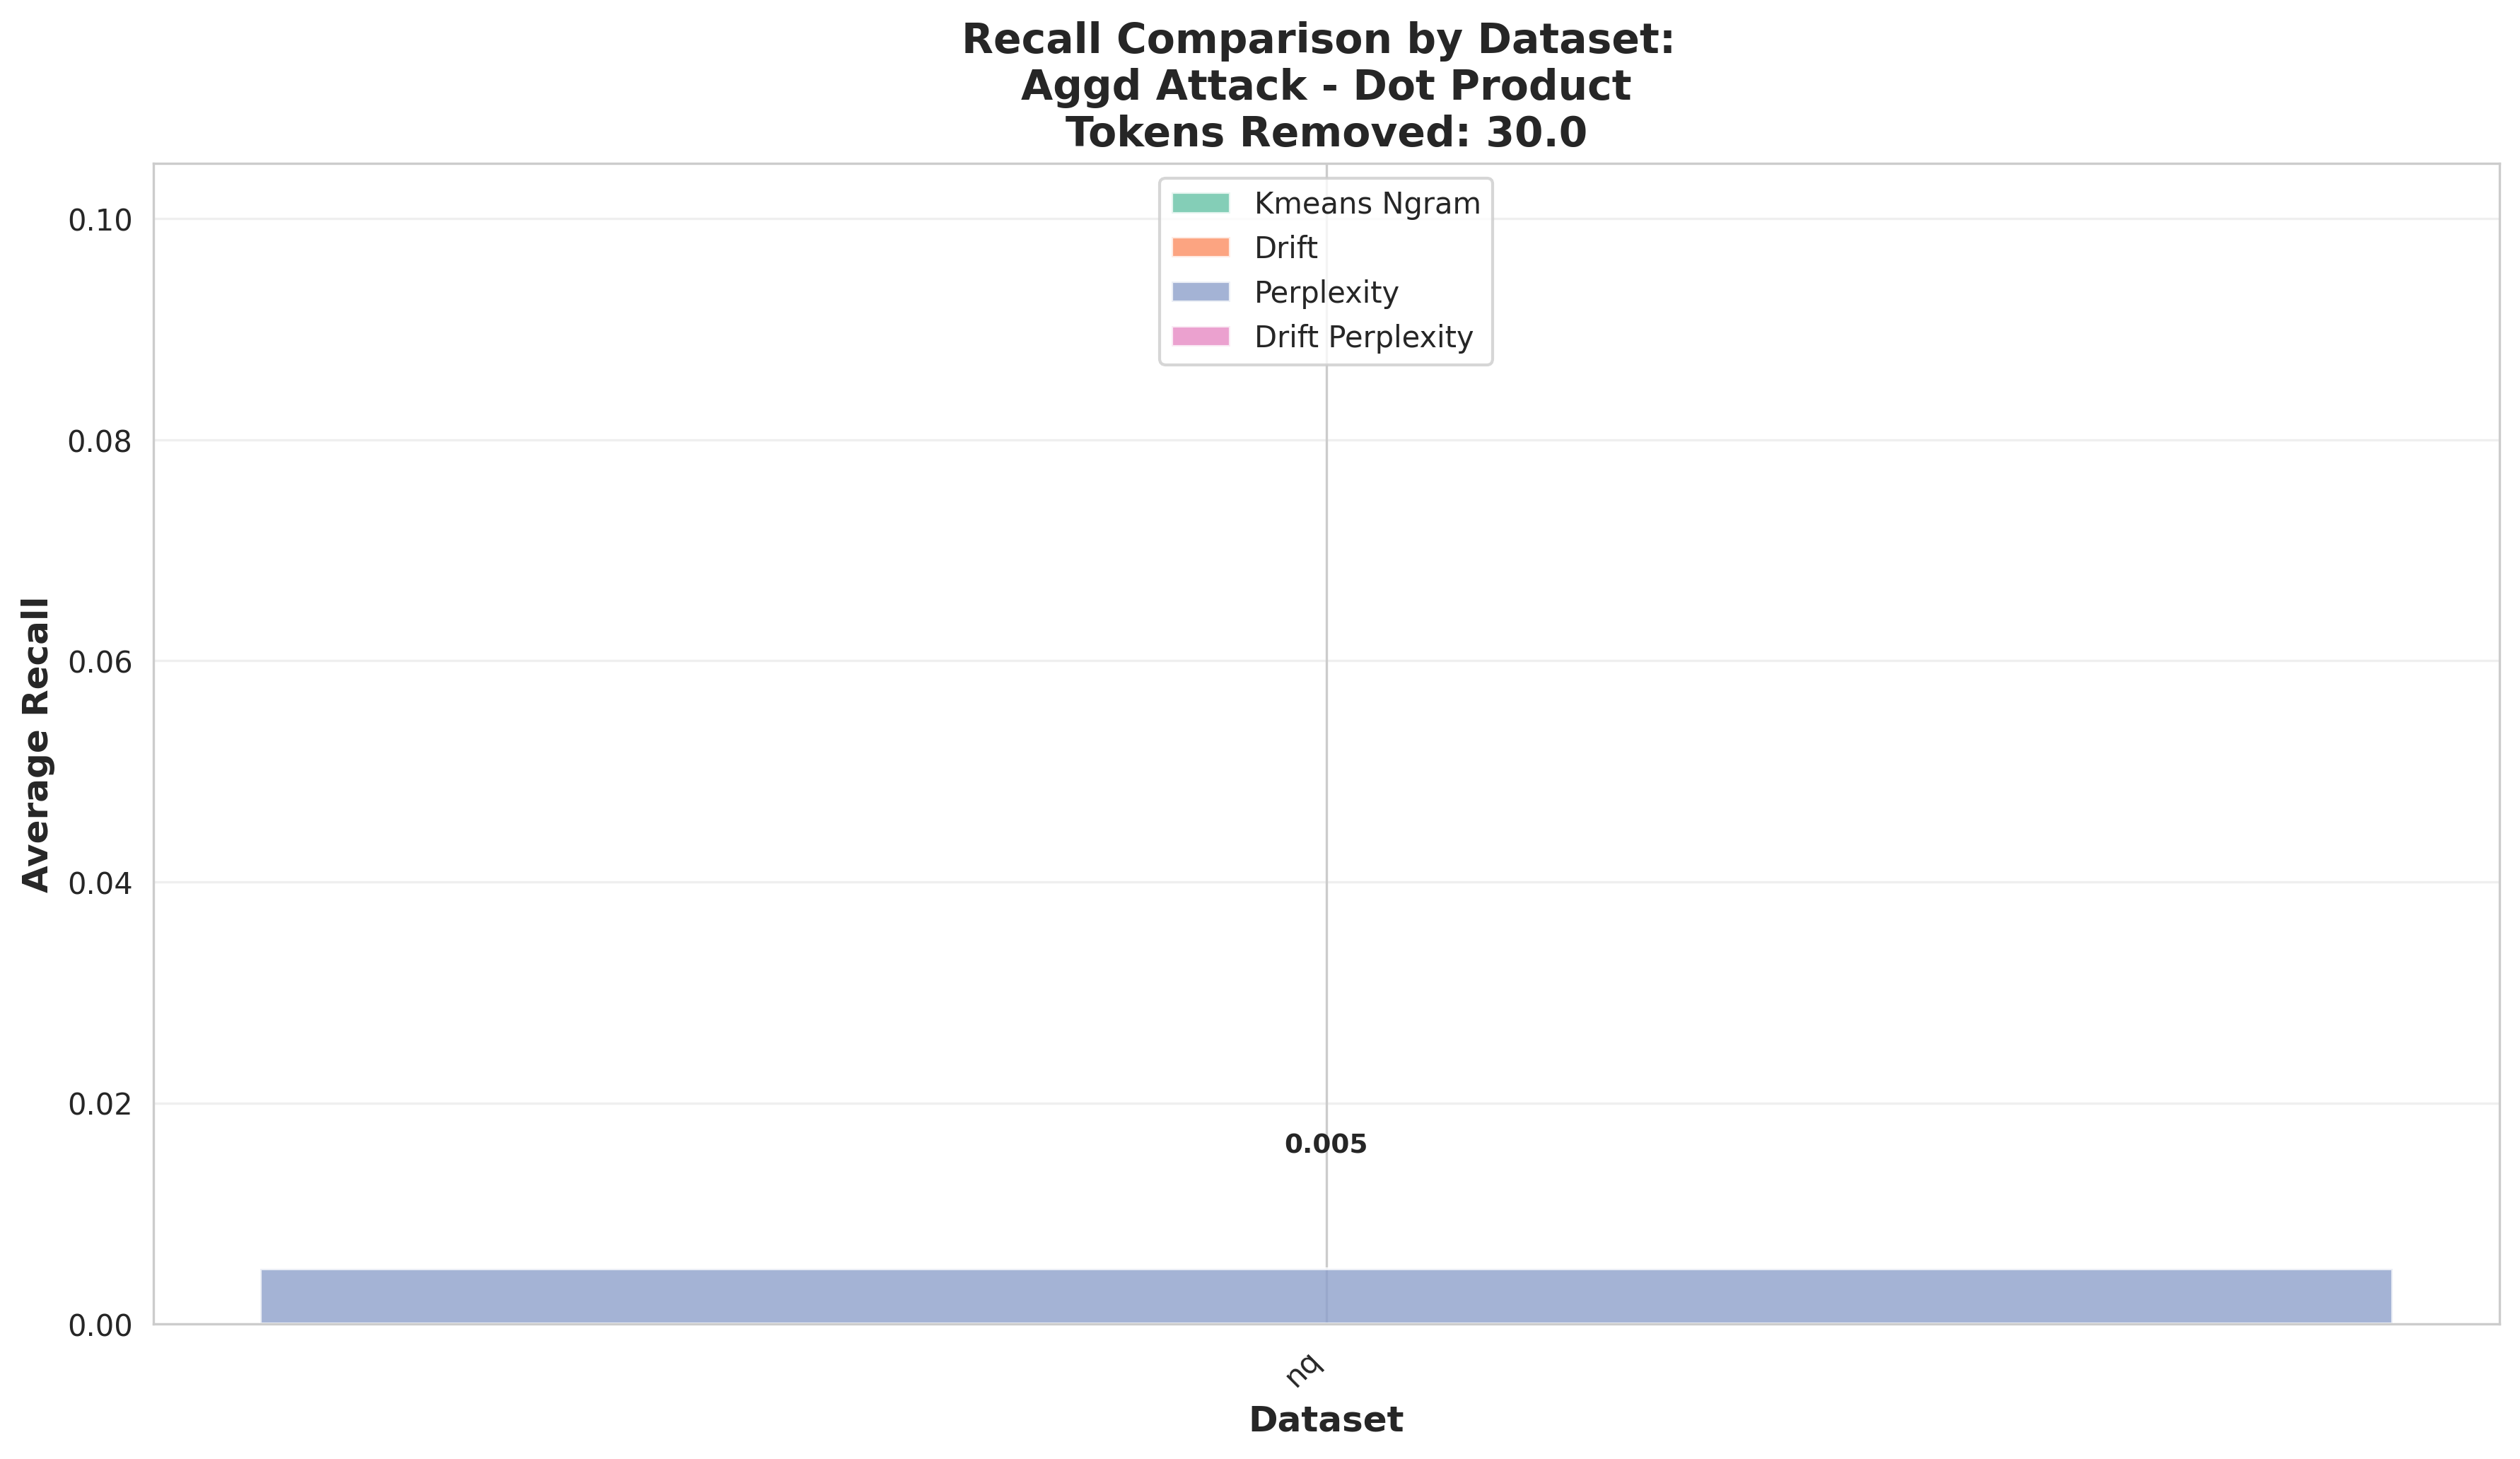 Recall Comparison by Dataset:
Aggd Attack - Dot Product
Tokens Removed: 30.0
Kmeans Ngram
Drift
Perplexity
Drift Perplexity
Average Recall
0.10
0.08
0.06
0.04
0.02
0.00
0.005
nq
Dataset